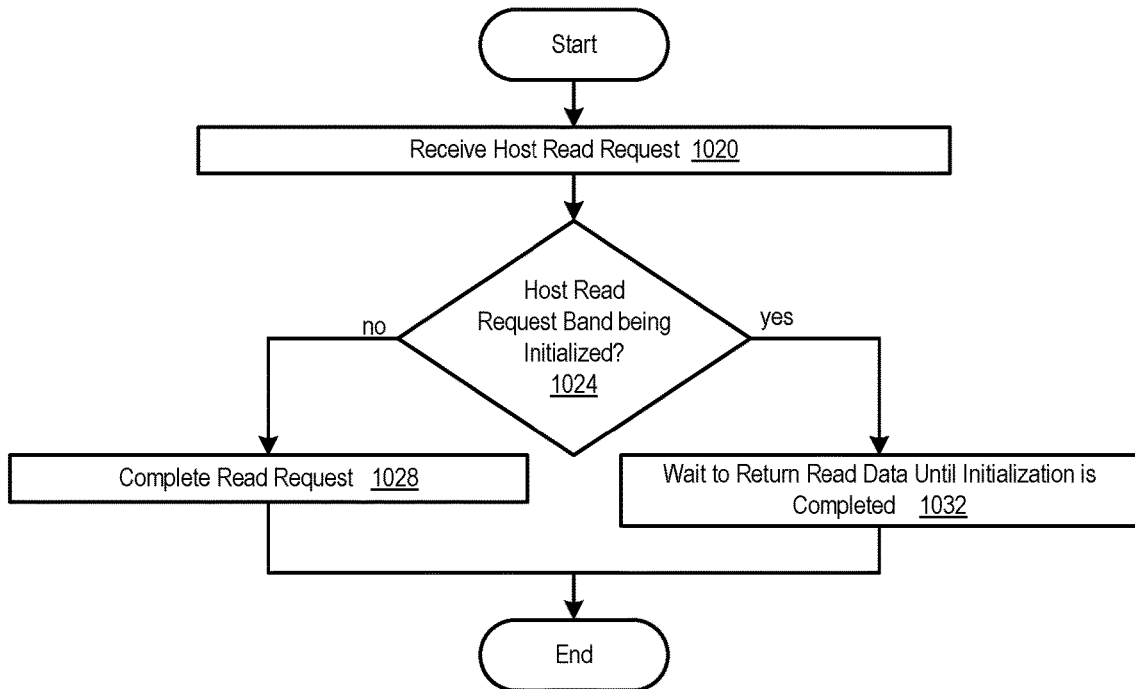 Start
Receive Host Read Request 1020
Host Read
Request Band being
Initialized?
1024
no
yes
Complete Read Request 1028
Wait to Return Read Data Until Initialization is
Completed 1032
End